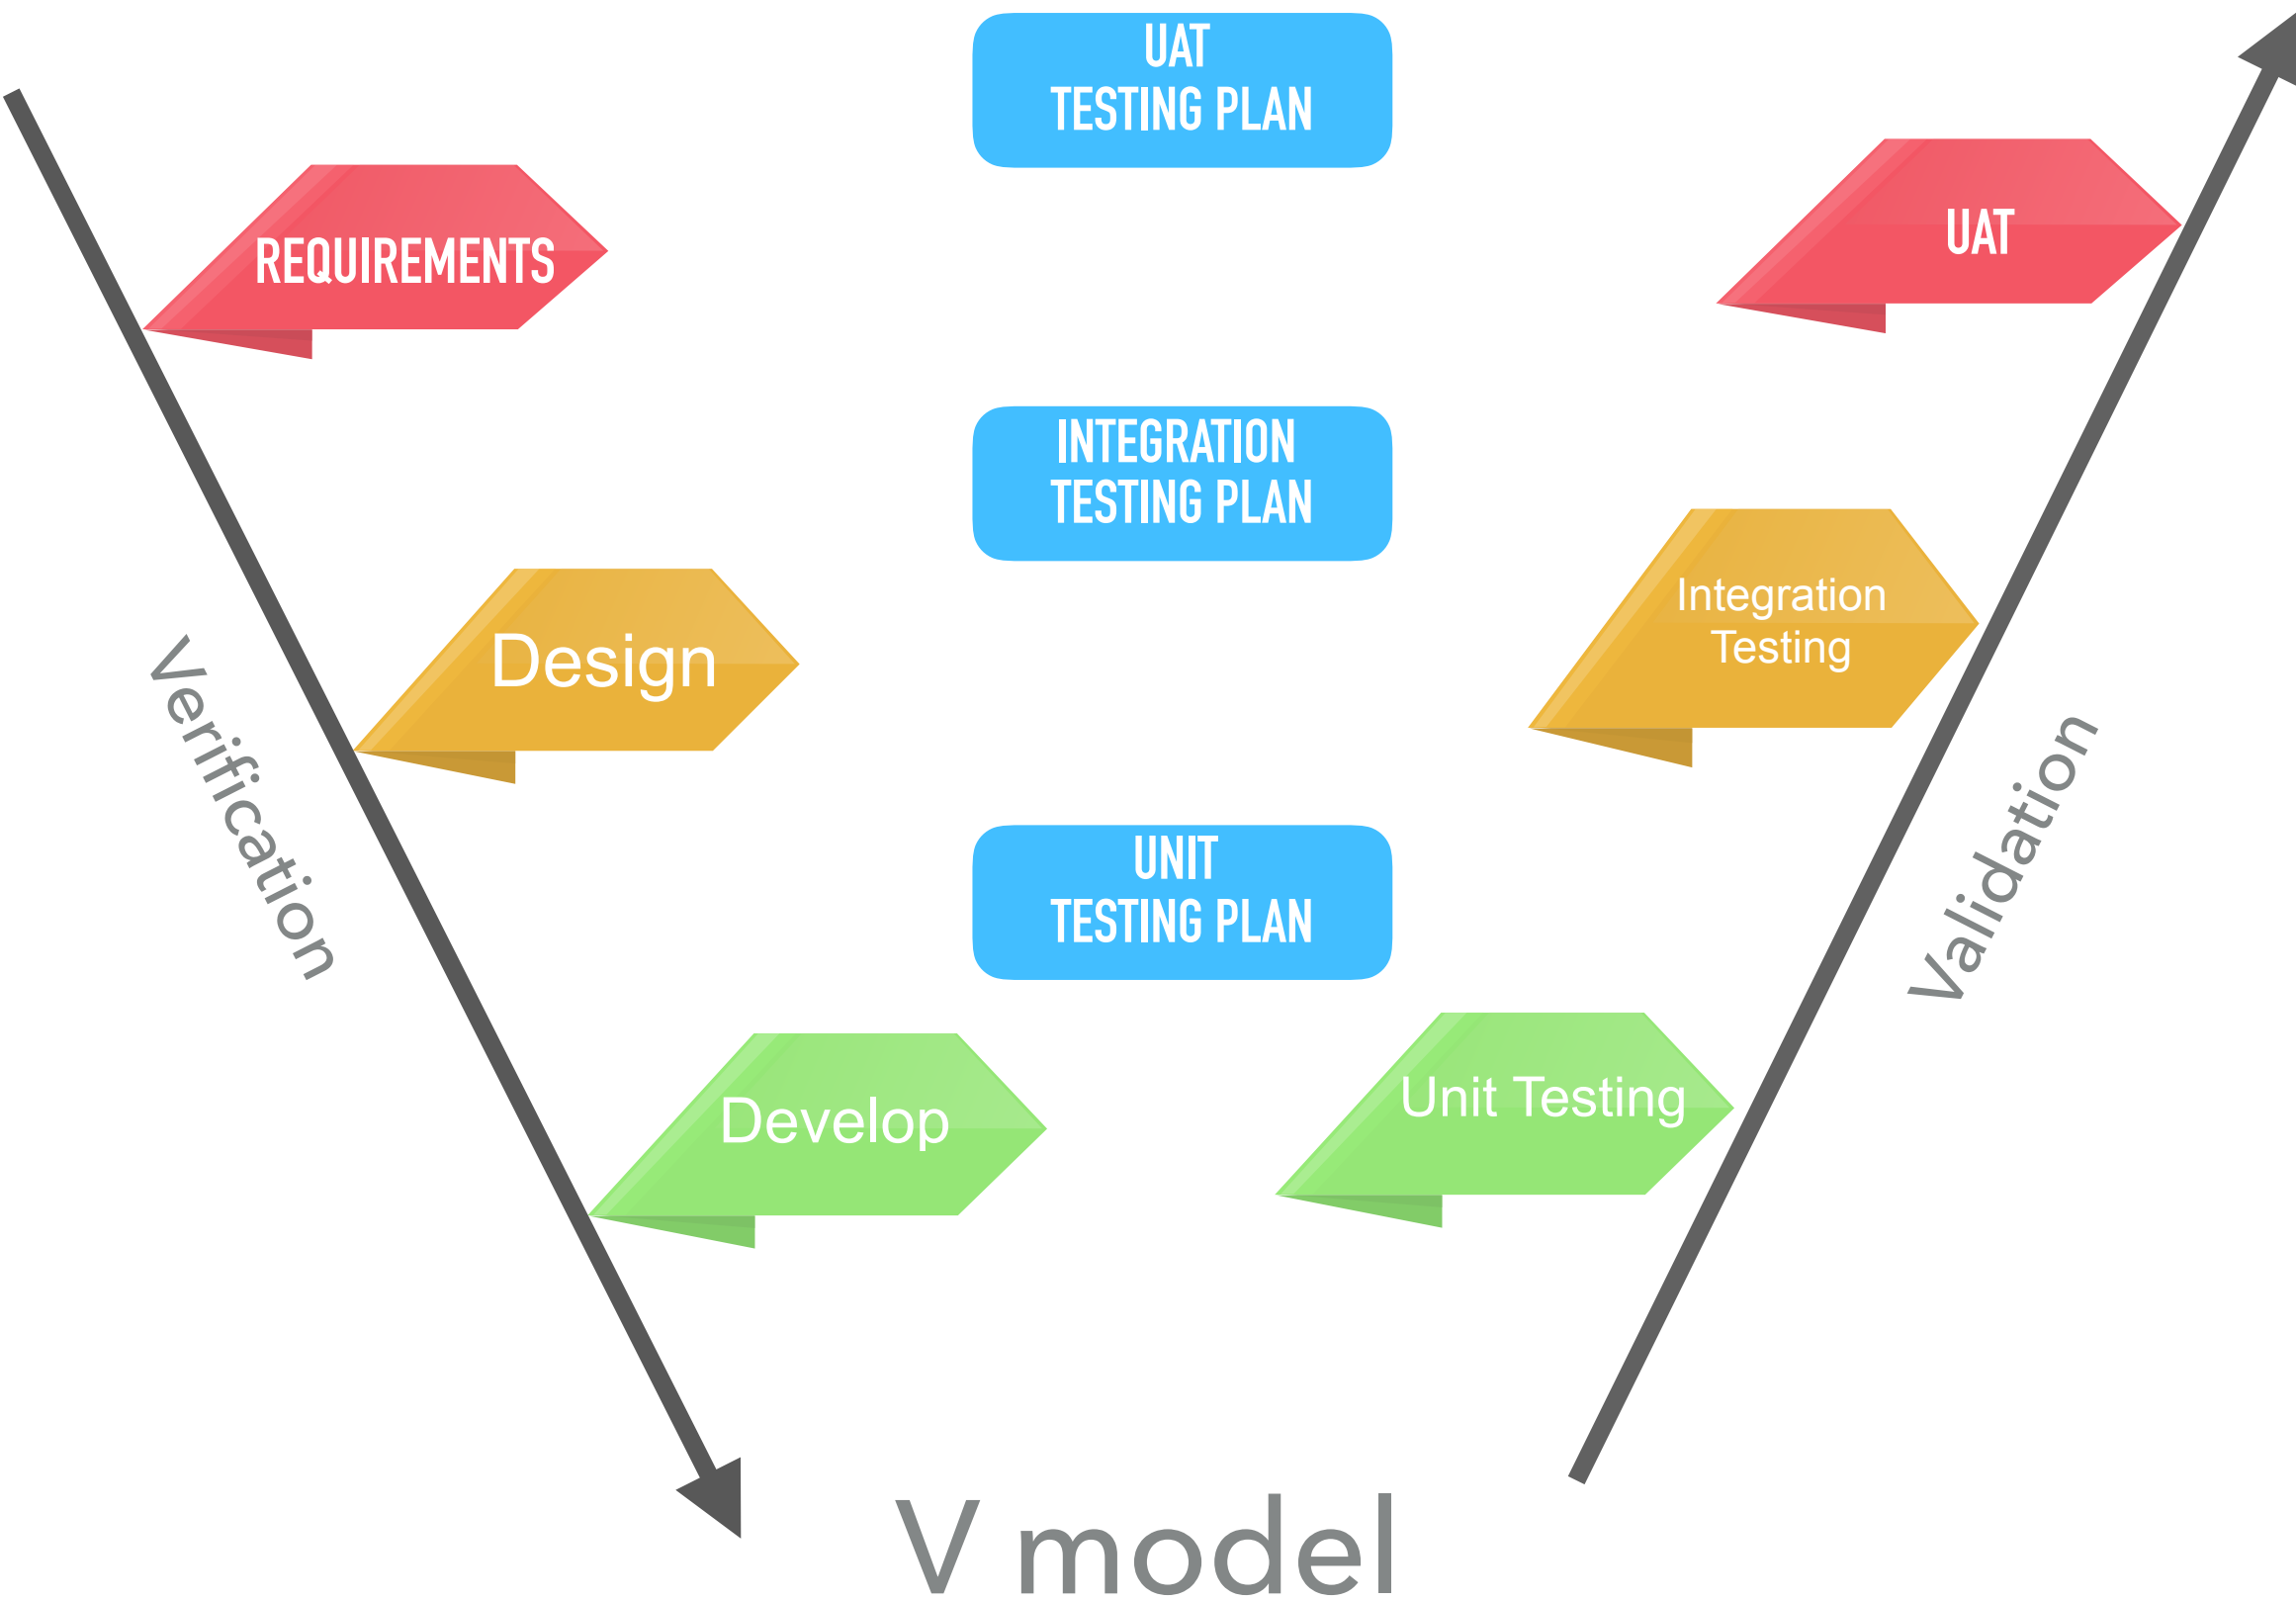 UAT
TESTING PLAN
REQUIREMENTS
UAT
INTEGRATION
TESTING PLAN
Design
Integration
Testing
Verification
Validation
UNIT
TESTING PLAN
Develop
Unit Testing
V model